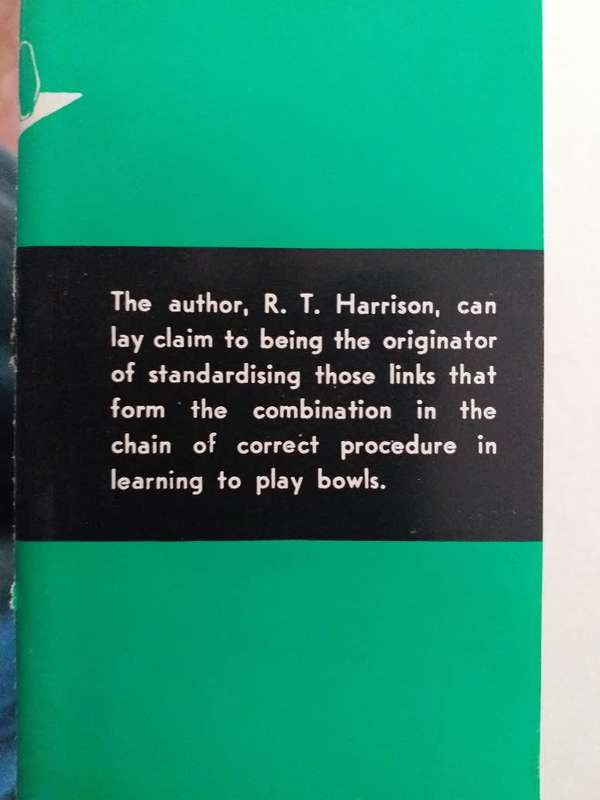 The author, R. T. Harrison, can
lay claim to being the originator
of standardising those links that
form the combination in the
chain of correct procedure in
learning to play bowls.